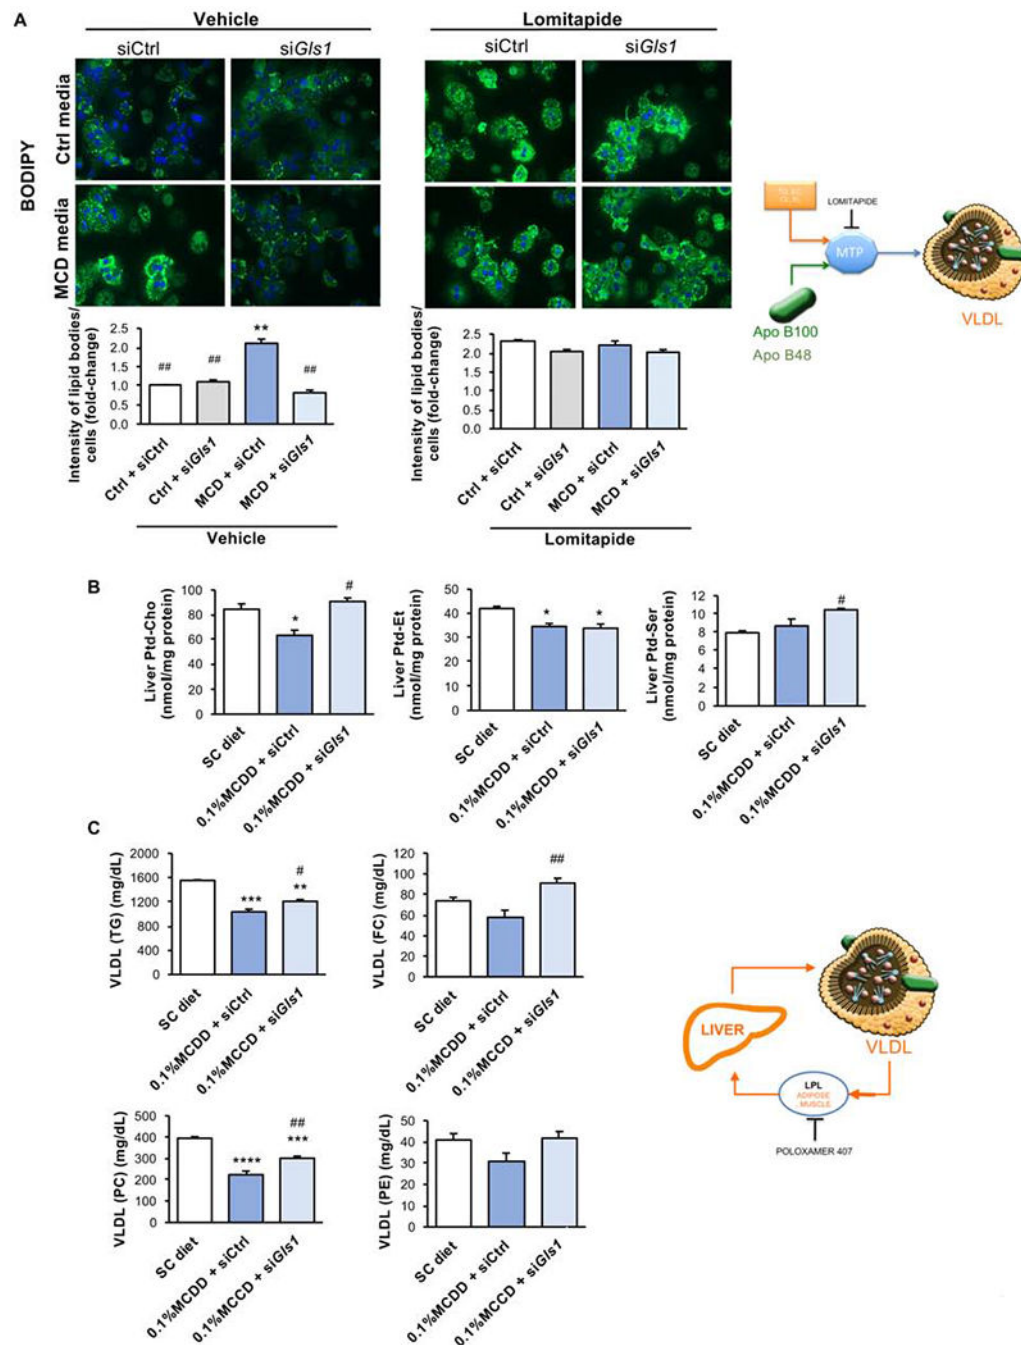 A
Vehicle
Lomitapide
siCtrl
siGls1
siCtrl
siGls1
BODIPY
Ctrl media
MCD media
LOMITAPIDE
MTP
VLDL
Apo B100
Apo B48
Intensity of lipid bodies/
cells (fold-change)
2.5
2.0
1.5
1.0
0.5
0.0
##
##
**
##
Ctrl + siCtrl
Ctrl + siGls1
MCD + siCtrl
MCD + siGls1
Vehicle
Intensity of lipid bodies/
cells (fold-change)
2.5
2.0
1.5
1.0
0.5
0.0
Ctrl + siCtrl
Ctrl + siGls1
MCD + siCtrl
MCD + siGls1
Lomitapide
B
Liver Ptd-Cho
(nmol/mg protein)
100
80
60
40
20
0
*
#
SC diet
0.1%MCDD + siCtrl
0.1%MCDD + siGls1
Liver Ptd-Et
(nmol/mg protein)
50
40
30
20
10
0
*
*
SC diet
0.1%MCDD + siCtrl
0.1%MCDD + siGls1
Liver Ptd-Ser
(nmol/mg protein)
12
10
8
6
4
2
0
#
SC diet
0.1%MCDD + siCtrl
0.1%MCDD + siGls1
C
VLDL (TG) (mg/dL)
2000
1600
1200
800
400
0
***
#
**
SC diet
0.1%MCDD + siCtrl
0.1%MCCD + siGls1
VLDL (FC) (mg/dL)
120
100
80
60
40
20
0
##
SC diet
0.1%MCDD + siCtrl
0.1%MCCD + siGls1
LIVER
VLDL
LPL
ADIPOSE
MUSCLE
POLOXAMER 407
VLDL (PC) (mg/dL)
500
400
300
200
100
0
****
##
***
SC diet
0.1%MCDD + siCtrl
0.1%MCCD + siGls1
VLDL (PE) (mg/dL)
50
40
30
20
10
0
SC diet
0.1%MCDD + siCtrl
0.1%MCCD + siGls1